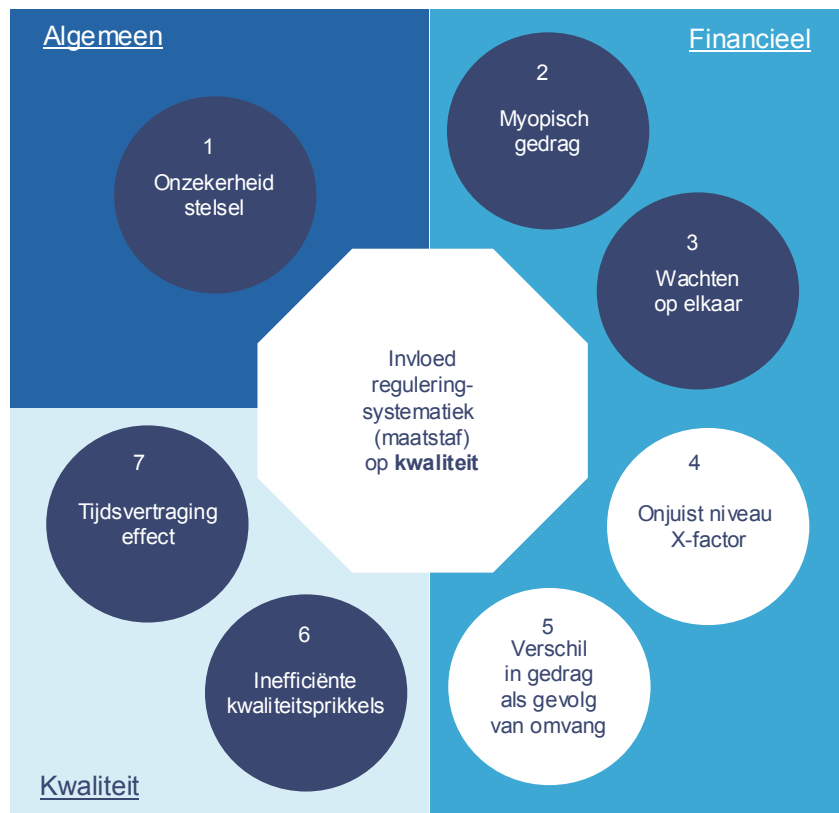 Algemeen
Financieel
1
Onzekerheid
stelsel
2
Myopisch
gedrag
3
Wachten
op elkaar
Invloed
regulering-
systematiek
(maatstaf)
op kwaliteit
4
Onjuist niveau
X-factor
5
Verschil
in gedrag
als gevolg
van omvang
6
Inefficiënte
kwaliteitsprikkels
7
Tijdsvertraging
effect
Kwaliteit